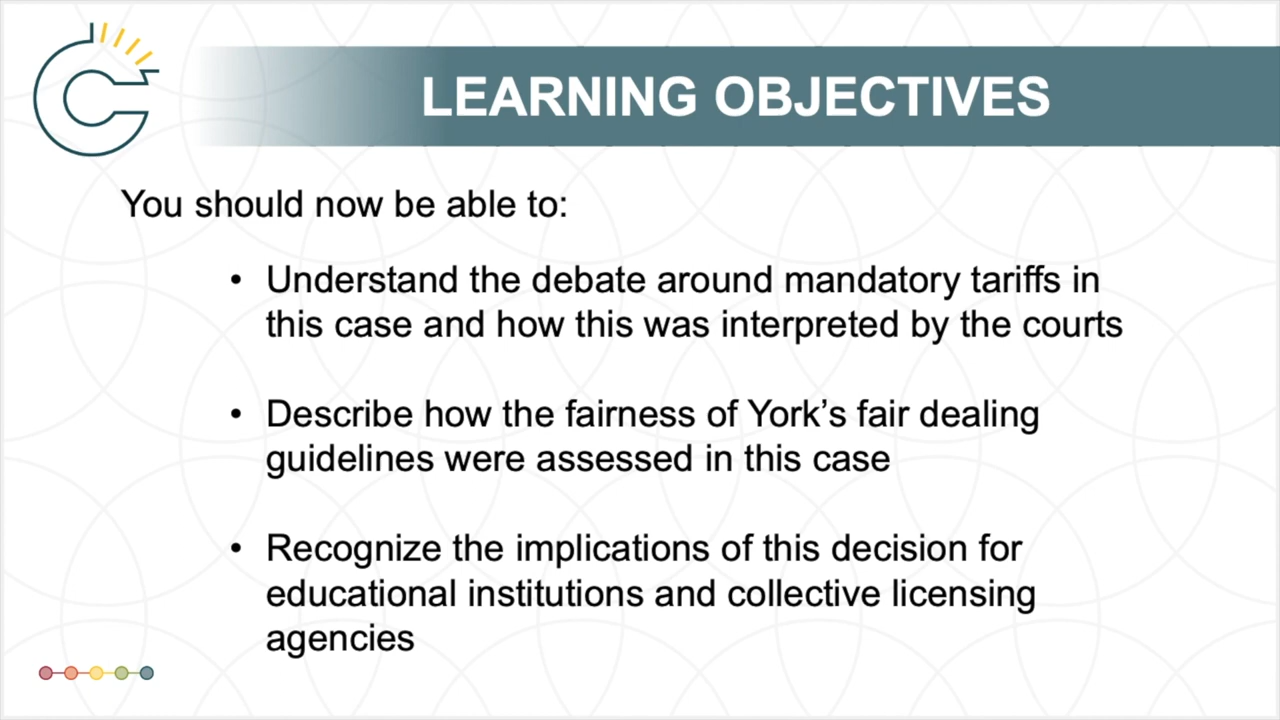 LEARNING OBJECTIVES
You should now be able to:
• Understand the debate around mandatory tariffs in
this case and how this was interpreted by the courts
• Describe how the fairness of York’s fair dealing
guidelines were assessed in this case
• Recognize the implications of this decision for
educational institutions and collective licensing
agencies